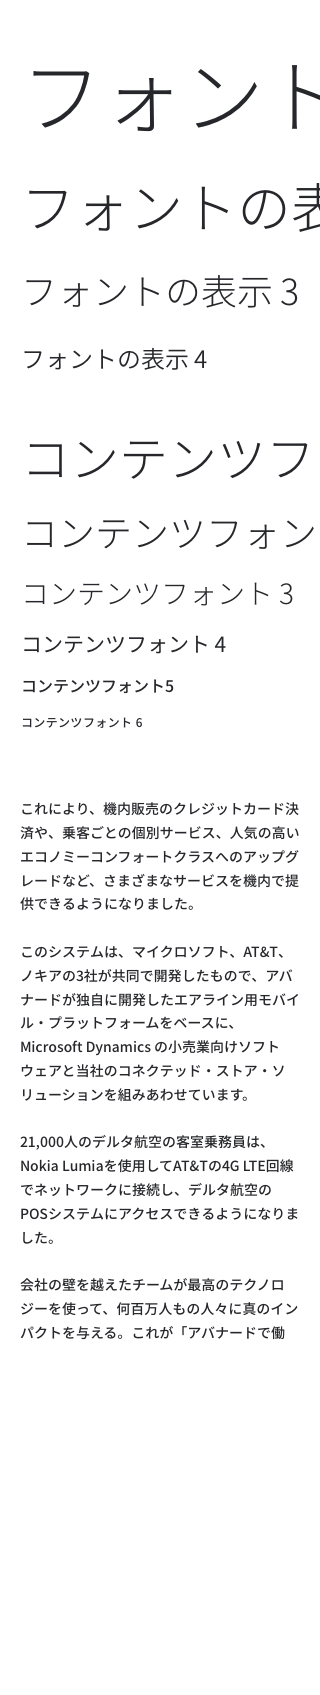 フォント
フォントの表
フォントの表示 3
フォントの表示 4
コンテンツフ
コンテンツフォン
コンテンツフォント 3
コンテンツフォント 4
コンテンツフォント5
コンテンツフォント 6
これにより、機内販売のクレジットカード決
済や、乗客ごとの個別サービス、人気の高い
エコノミーコンフォートクラスへのアップグ
レードなど、さまざまなサービスを機内で提
供できるようになりました。
このシステムは、マイクロソフト、AT&T、
ノキアの3社が共同で開発したもので、アバ
ナードが独自に開発したエアライン用モバイ
ル・プラットフォームをベースに、
Microsoft Dynamics の小売業向けソフト
ウェアと当社のコネクテッド・ストア・ソ
リューションを組みあわせています。
21,000人のデルタ航空の客室乗務員は、
Nokia Lumiaを使用してAT&Tの4G LTE回線
でネットワークに接続し、デルタ航空の
POSシステムにアクセスできるようになりま
した。
会社の壁を越えたチームが最高のテクノロ
ジーを使って、何百万人もの人々に真のイン
パクトを与える。これが「アバナードで働